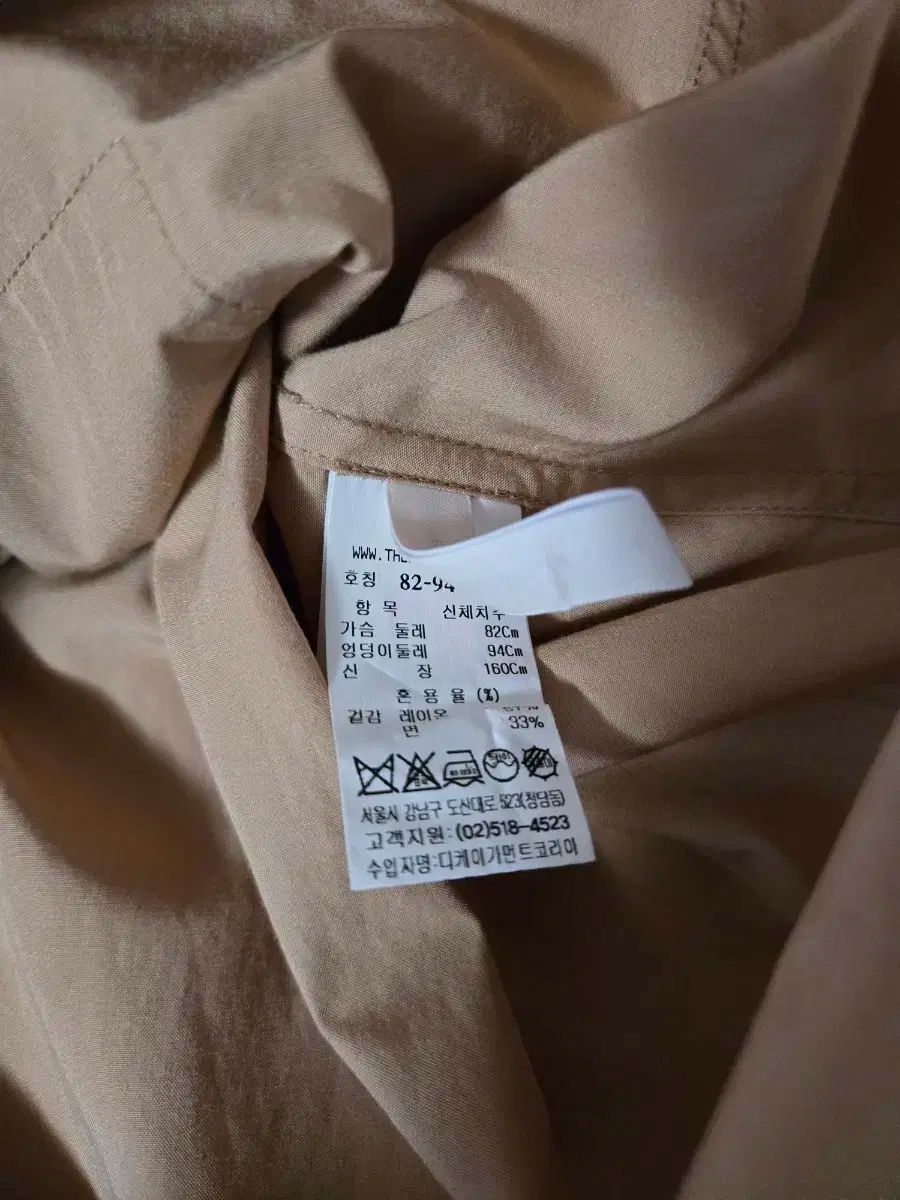 WWW.THE
호칭 82-94
항 목 신체치수
가슴 둘레 82Cm
엉덩이둘레 94Cm
신 장 160Cm
혼 용 율 (%)
겉감 레이온
면 33%
서울시 강남구 도산대로 523(청담동)
고객지원: (02)518-4523
수입자명:디케이가먼트코리아